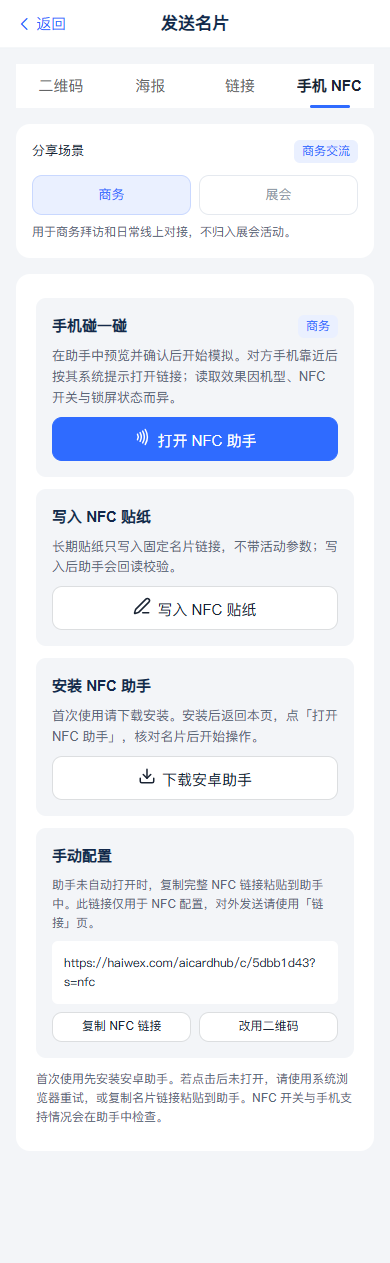 返回
发送名片
二维码 海报 链接 手机 NFC
分享场景
商务交流
商务
展会
用于商务拜访和日常线上对接，不归入展会活动。
手机碰一碰
商务
在助手中预览并确认后开始模拟。对方手机靠近后
按其系统提示打开链接；读取效果因机型、NFC
开关与锁屏状态而异。
打开 NFC 助手
写入 NFC 贴纸
长期贴纸只写入固定名片链接，不带活动参数；写
入后助手会回读校验。
写入 NFC 贴纸
安装 NFC 助手
首次使用请下载安装。安装后返回本页，点「打开
NFC 助手」，核对名片后开始操作。
下载安卓助手
手动配置
助手未自动打开时，复制完整 NFC 链接粘贴到助手
中。此链接仅用于 NFC 配置，对外发送请使用「链
接」页。
https://haiwex.com/aicardhub/c/5dbb1d43?
s=nfc
复制 NFC 链接
改用二维码
首次使用先安装安卓助手。若点击后未打开，请使用系统浏
览器重试，或复制名片链接粘贴到助手。NFC 开关与手机支
持情况会在助手中检查。